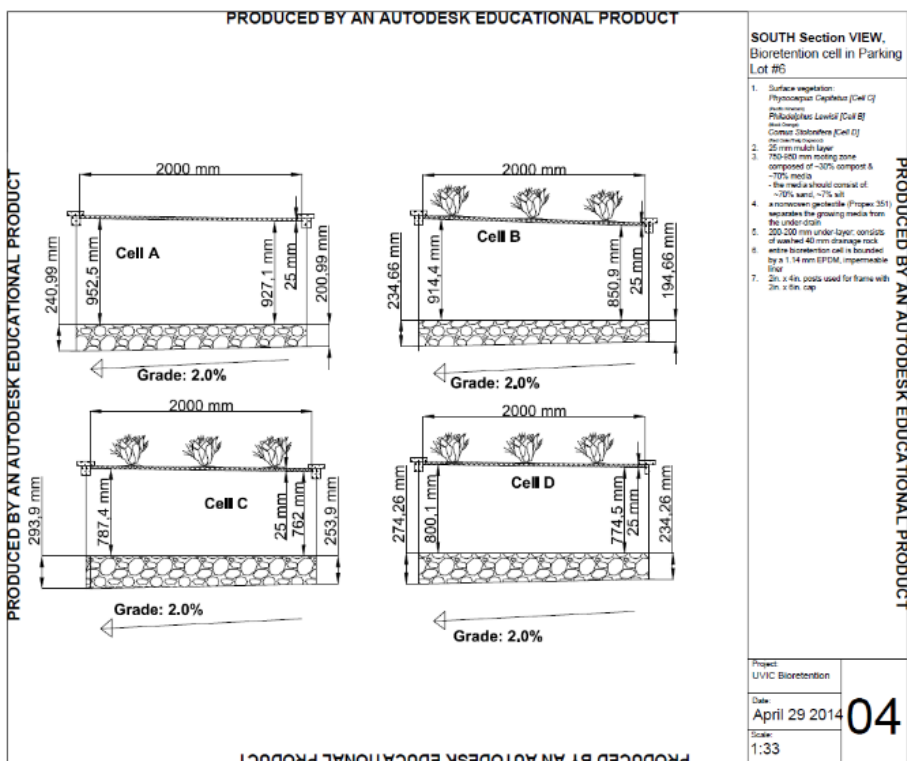 PRODUCED BY AN AUTODESK EDUCATIONAL PRODUCT
SOUTH Section VIEW,
Bioretention cell in Parking
Lot #6
1. Surface vegetation:
Physocarpus Capitatus [Cell C]
Philadelphus Lewisii [Cell B]
Cornus Stolonifera [Cell D]
2. 25 mm mulch layer
3. 750-950 mm rooting zone
composed of ~30% compost &
~70% media
- the media should consist of:
~70% sand, ~7% silt
4. a nonwoven geotextile (Propex 351)
separates the growing media from
the under-drain
5. 200-290 mm under-layer; consists
of washed 40 mm drainage rock
6. entire bioretention cell is bounded
by a 1.14 mm EPDM, impermeable
liner
7. 2in. x 4in. posts used for frame with
2in. x 6in. cap
2000 mm
Cell A
240,99 mm
952,5 mm
927,1 mm
25 mm
200,99 mm
Grade: 2.0%
2000 mm
Cell B
234,66 mm
914,4 mm
850,9 mm
25 mm
194,66 mm
Grade: 2.0%
2000 mm
Cell C
293,9 mm
787,4 mm
25 mm
762 mm
253,9 mm
Grade: 2.0%
2000 mm
Cell D
274,26 mm
800,1 mm
774,5 mm
25 mm
234,26 mm
Grade: 2.0%
PRODUCED BY AN AUTODESK EDUCATIONAL PRODUCT
PRODUCED BY AN AUTODESK EDUCATIONAL PRODUCT
PRODUCED BY AN AUTODESK EDUCATIONAL PRODUCT
Project:
UVIC Bioretention
Date:
April 29 2014
Scale:
1:33
04